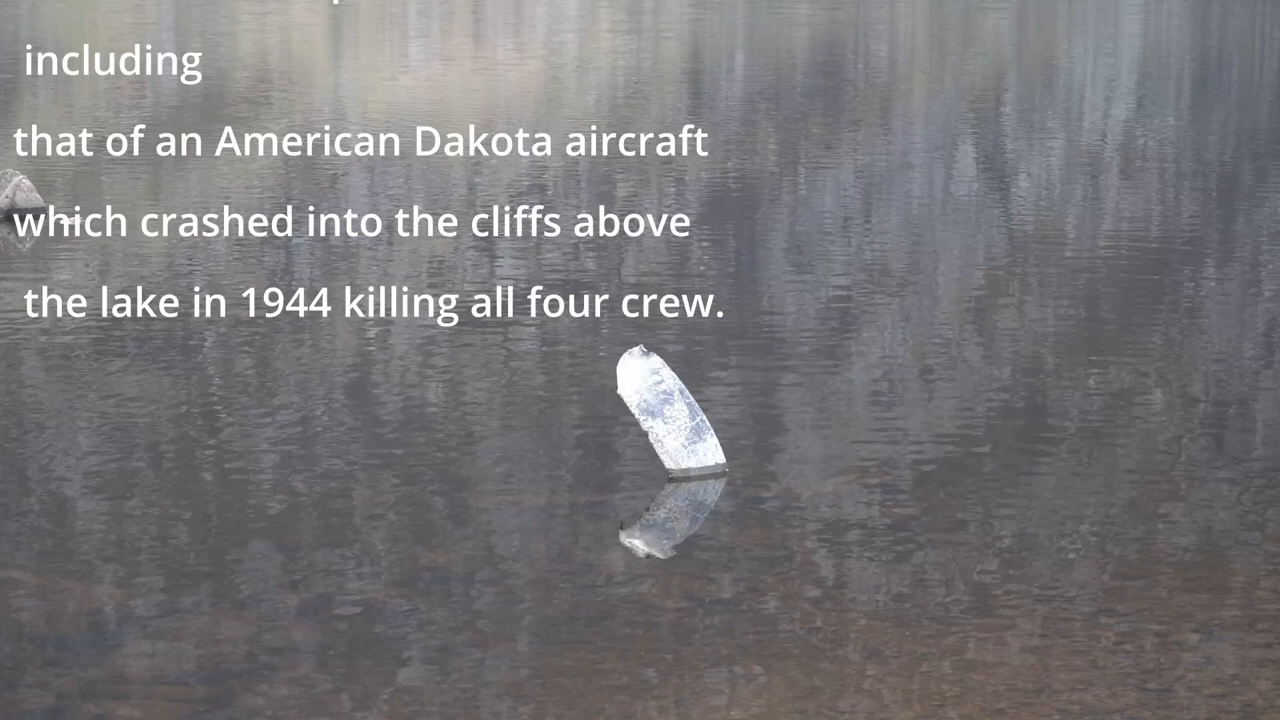 including
that of an American Dakota aircraft
which crashed into the cliffs above
the lake in 1944 killing all four crew.